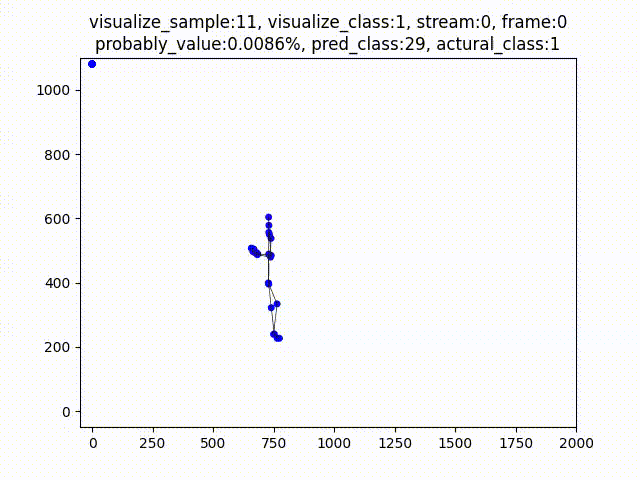 visualize_sample:11, visualize_class:1, stream:0, frame:0
probably_value:0.0086%, pred_class:29, actural_class:1
1000
800
600
400
200
0
0 250 500 750 1000 1250 1500 1750 2000